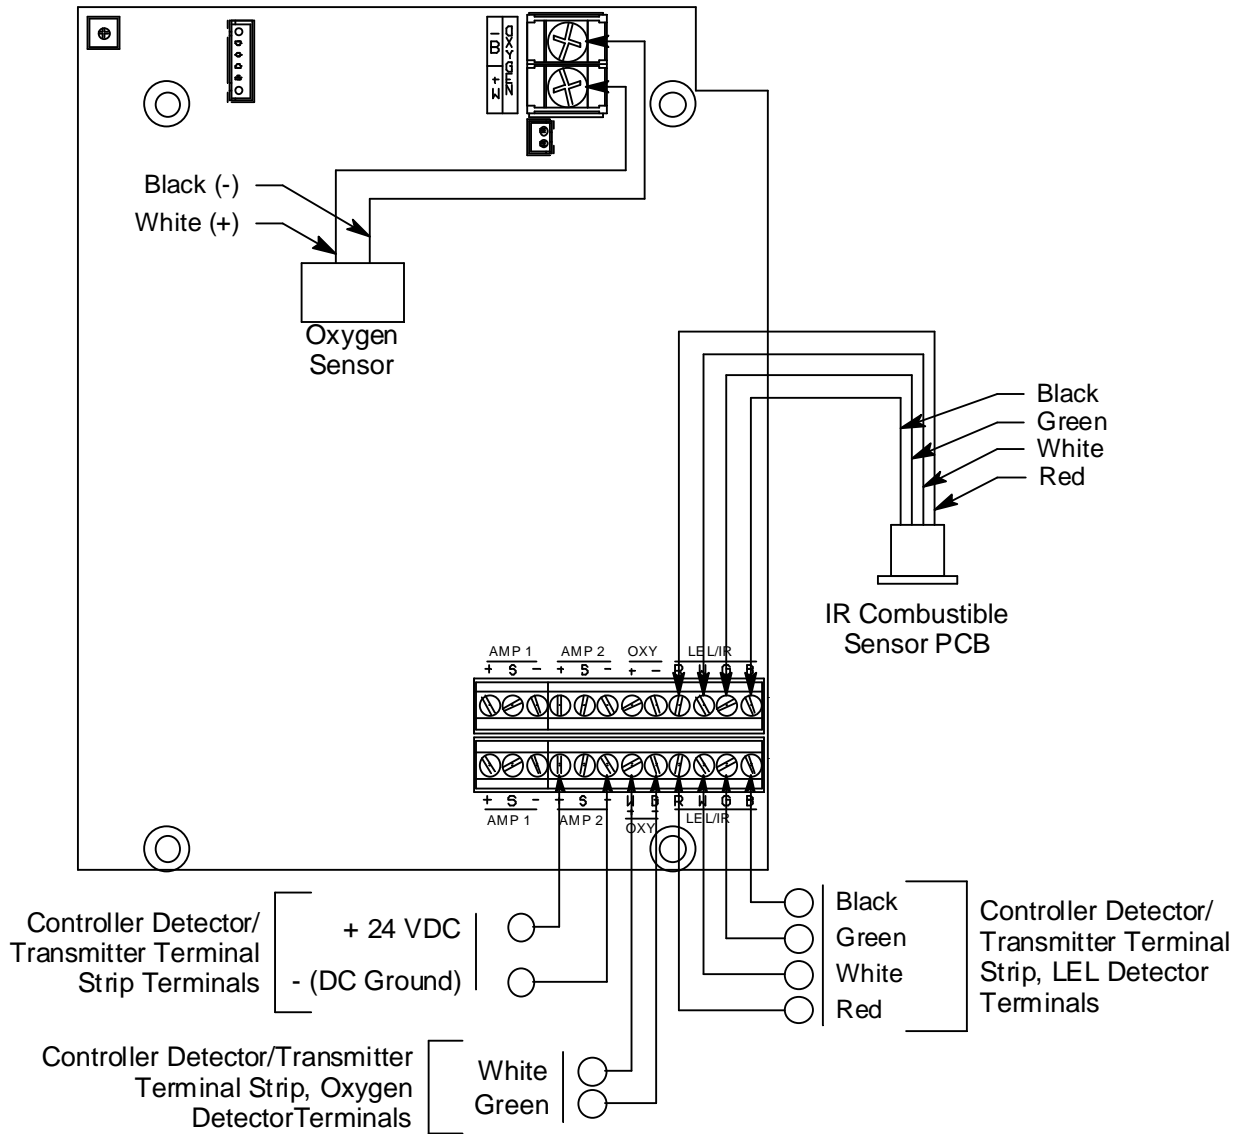 OXYGEN
-B
+W
Black (-)
White (+)
Oxygen
Sensor
Black
Green
White
Red
IR Combustible
Sensor PCB
AMP 1 AMP 2 OXY LEL/IR
+ S - + S - + - R W G B
+ S - - S - W B R W G B
+ -
AMP 1 AMP 2 OXY LEL/IR
Controller Detector/
Transmitter Terminal
Strip Terminals
+ 24 VDC
- (DC Ground)
Black
Green
White
Red
Controller Detector/
Transmitter Terminal
Strip, LEL Detector
Terminals
Controller Detector/Transmitter
Terminal Strip, Oxygen
DetectorTerminals
White
Green